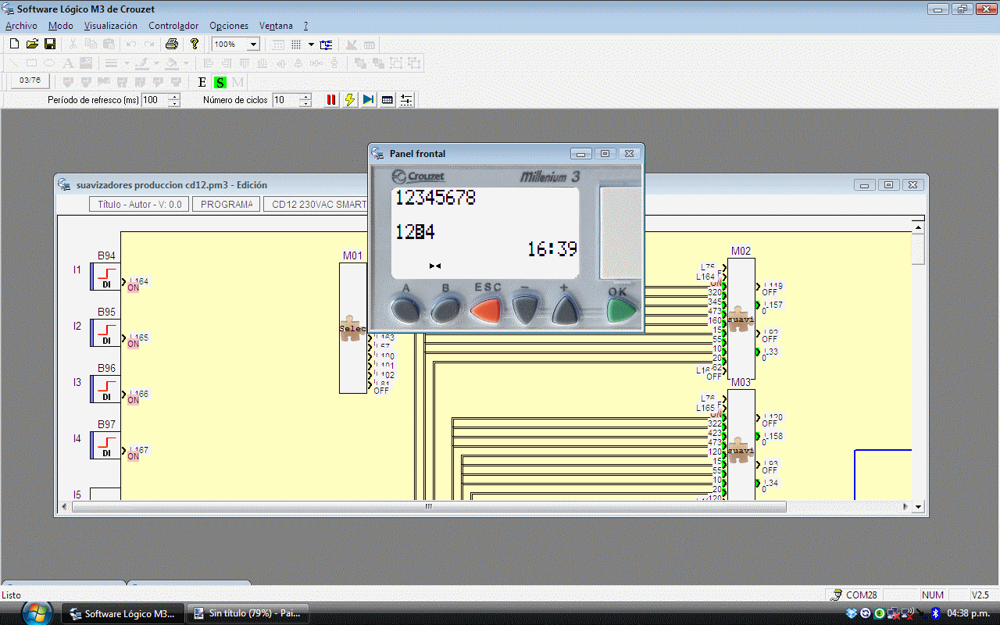 Software Lógico M3 de Crouzet
Archivo Modo Visualización Controlador Opciones Ventana ?
100%
03/76 E S M
Período de refresco (ms) 100 Número de ciclos 10
Panel frontal
Crouzet Millenium 3
12345678
1234
16:39
A B ESC − + OK
suavizadores produccion cd12.pm3 - Edición
Título - Autor - V: 0.0 PROGRAMA CD12 230VAC SMART
I1 B94 DI L164 ON
I2 B95 DI L165 ON
I3 B96 DI L166 ON
I4 B97 DI L167 ON
I5
M01
Selec
L163
L57
L100
L101
L102
L81
OFF
M02
L75
L164
ON
320
345
473
160
15
55
10
20
OFF
suavi
L119
OFF
L157
0
L92
OFF
L33
0
M03
L76
L165
ON
322
423
473
120
15
55
10
20
120
suavi
L120
OFF
L158
0
L93
OFF
L34
0
Listo COM28 NUM V2.5
Software Lógico M3... Sin título (79%) - Pai... 04:38 p.m.